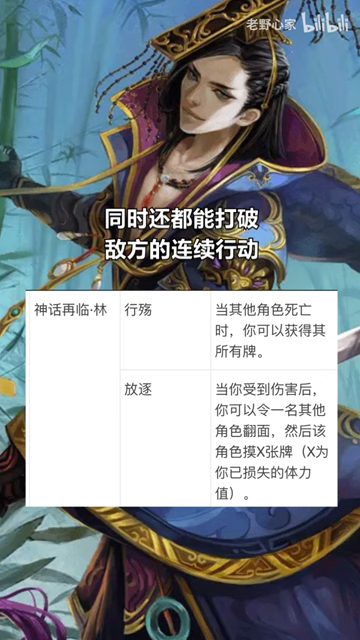 老野心家 bilibili
同时还都能打破
敌方的连续行动
神话再临·林
行殇
当其他角色死亡
时，你可以获得其
所有牌。
放逐
当你受到伤害后，
你可以令一名其他
角色翻面，然后该
角色摸X张牌（X为
你已损失的体力
值）。